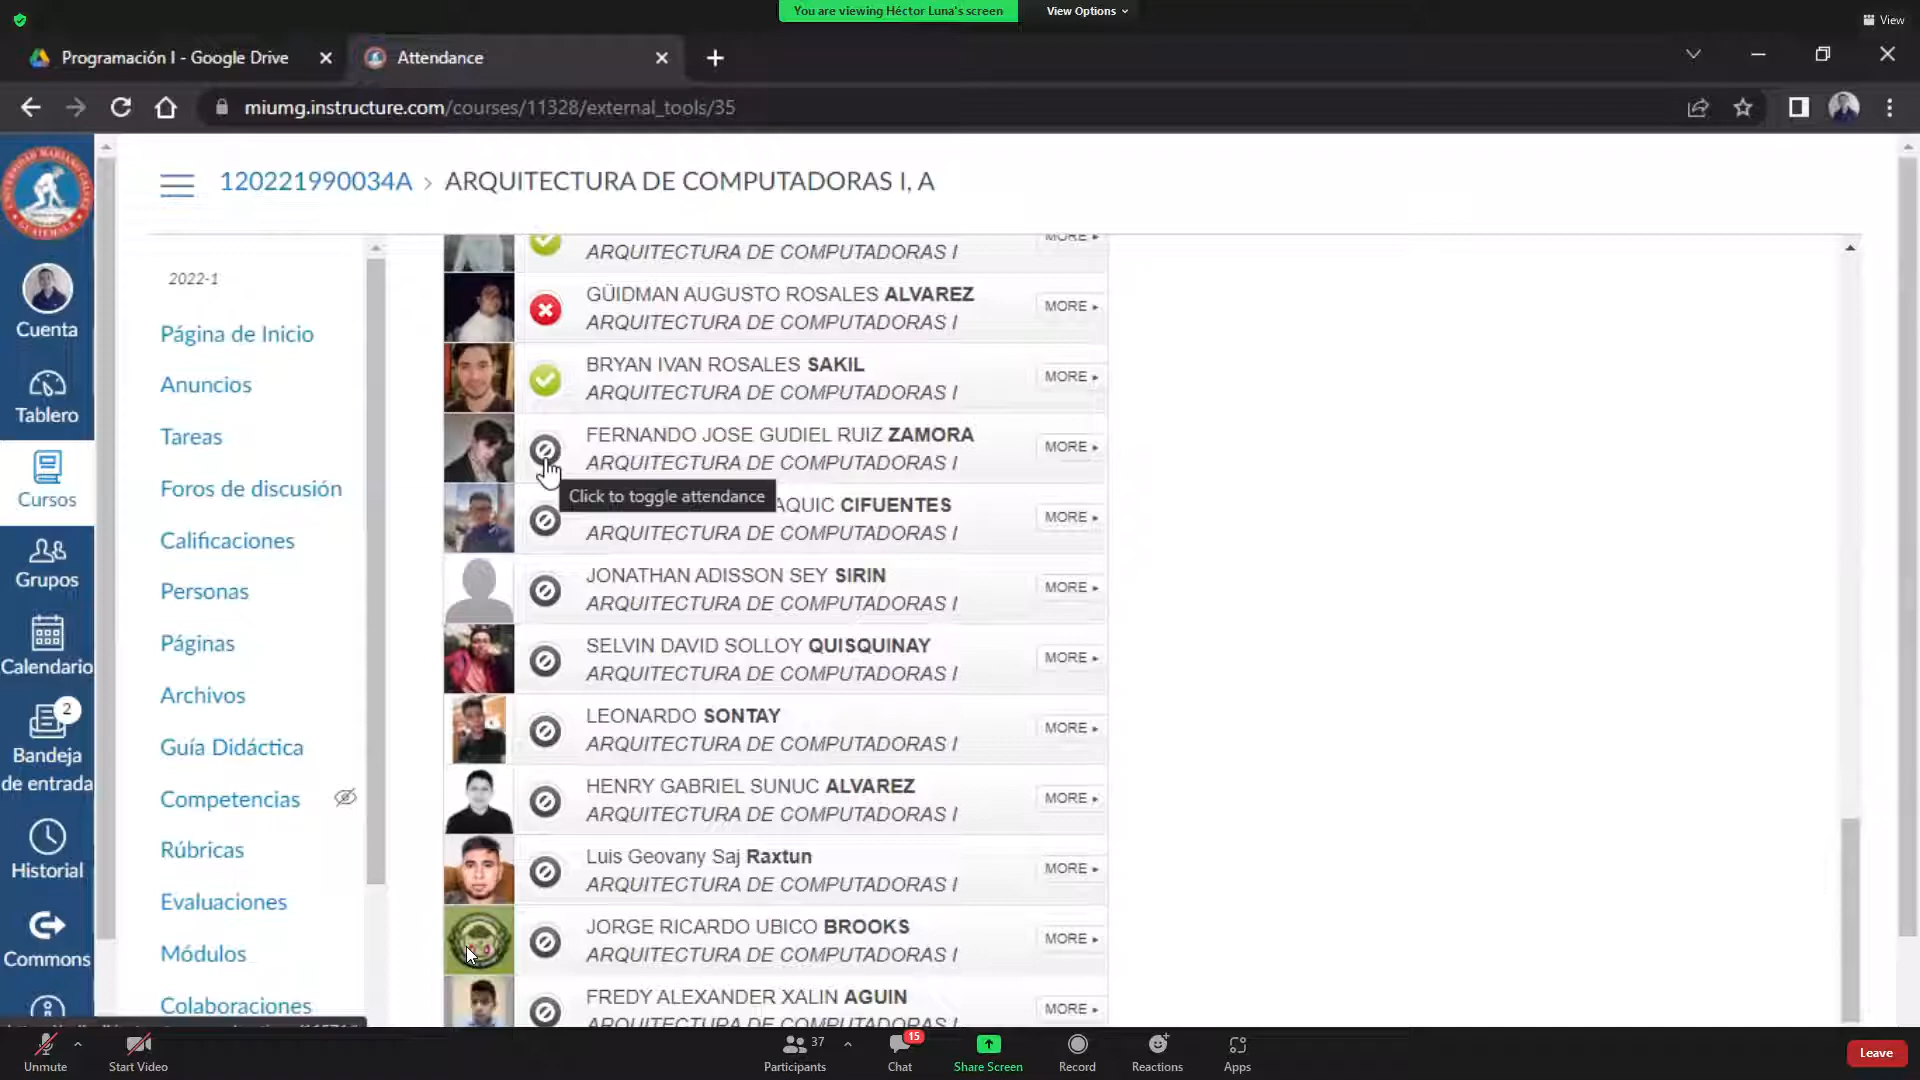 You are viewing Héctor Luna's screen
View Options
View
Programación I - Google Drive
Attendance
miumg.instructure.com/courses/11328/external_tools/35
120221990034A › ARQUITECTURA DE COMPUTADORAS I, A
Cuenta
Tablero
Cursos
Grupos
Calendario
2
Bandeja
de entrada
Historial
Commons
2022-1
Página de Inicio
Anuncios
Tareas
Foros de discusión
Calificaciones
Personas
Páginas
Archivos
Guía Didáctica
Competencias
Rúbricas
Evaluaciones
Módulos
Colaboraciones
ARQUITECTURA DE COMPUTADORAS I
MORE
GÜIDMAN AUGUSTO ROSALES ALVAREZ
ARQUITECTURA DE COMPUTADORAS I
MORE
BRYAN IVAN ROSALES SAKIL
ARQUITECTURA DE COMPUTADORAS I
MORE
FERNANDO JOSE GUDIEL RUIZ ZAMORA
ARQUITECTURA DE COMPUTADORAS I
MORE
Click to toggle attendance
AQUIC CIFUENTES
ARQUITECTURA DE COMPUTADORAS I
MORE
JONATHAN ADISSON SEY SIRIN
ARQUITECTURA DE COMPUTADORAS I
MORE
SELVIN DAVID SOLLOY QUISQUINAY
ARQUITECTURA DE COMPUTADORAS I
MORE
LEONARDO SONTAY
ARQUITECTURA DE COMPUTADORAS I
MORE
HENRY GABRIEL SUNUC ALVAREZ
ARQUITECTURA DE COMPUTADORAS I
MORE
Luis Geovany Saj Raxtun
ARQUITECTURA DE COMPUTADORAS I
MORE
JORGE RICARDO UBICO BROOKS
ARQUITECTURA DE COMPUTADORAS I
MORE
FREDY ALEXANDER XALIN AGUIN
ARQUITECTURA DE COMPUTADORAS I
MORE
Unmute
Start Video
37
Participants
15
Chat
Share Screen
Record
Reactions
Apps
Leave